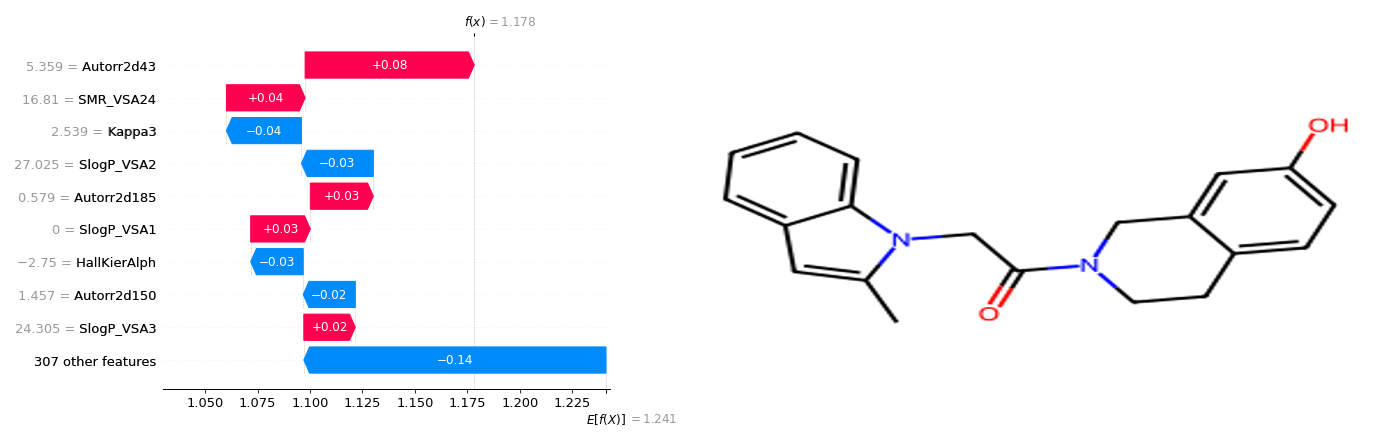 f(x) = 1.178
5.359 = Autorr2d43 +0.08
16.81 = SMR_VSA24 +0.04
2.539 = Kappa3 −0.04
27.025 = SlogP_VSA2 −0.03
0.579 = Autorr2d185 +0.03
0 = SlogP_VSA1 +0.03
−2.75 = HallKierAlph −0.03
1.457 = Autorr2d150 −0.02
24.305 = SlogP_VSA3 +0.02
307 other features −0.14
1.050 1.075 1.100 1.125 1.150 1.175 1.200 1.225
E[f(X)] = 1.241
OH
N
N
O